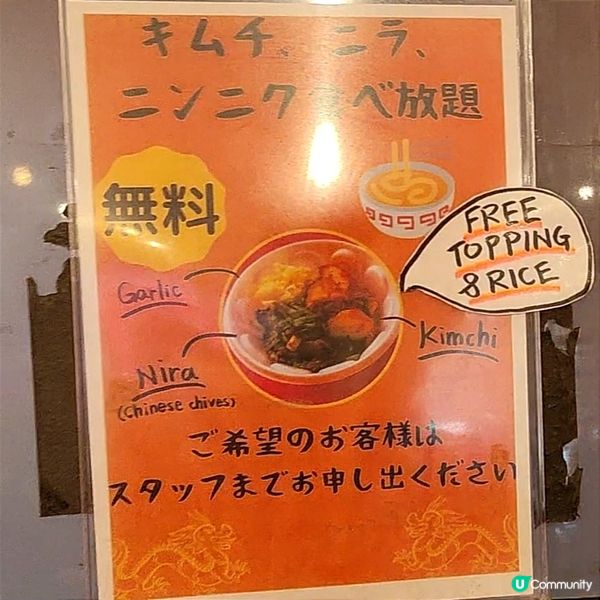 キムチ、ニラ、
ニンニク食べ放題
無料
FREE
TOPPING
& RICE
Garlic
Kimchi
Nira
(Chinese chives)
ご希望のお客様は
スタッフまでお申し出ください
U Community